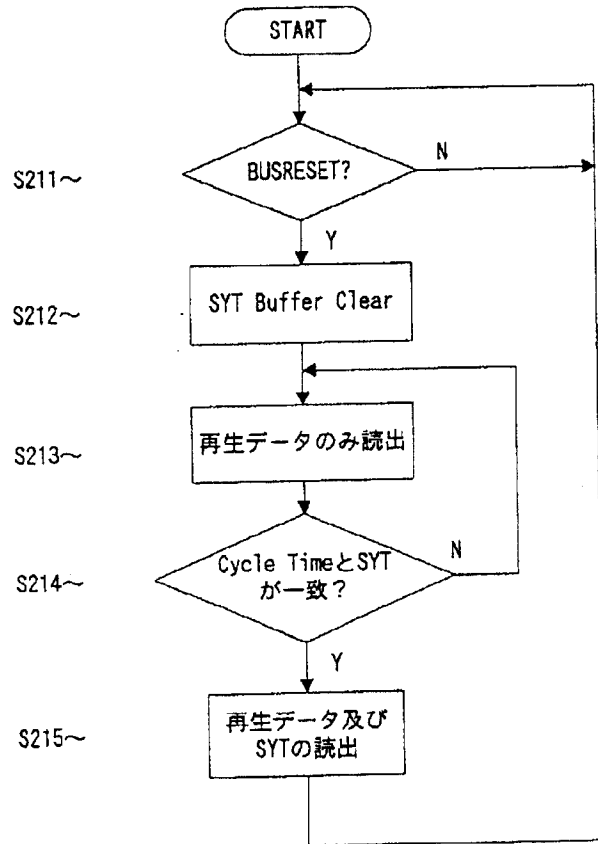 START
BUSRESET?
N
S211～
Y
SYT Buffer Clear
S212～
再生データのみ読出
S213～
Cycle TimeとSYT
が一致？
N
S214～
Y
再生データ及び
SYTの読出
S215～